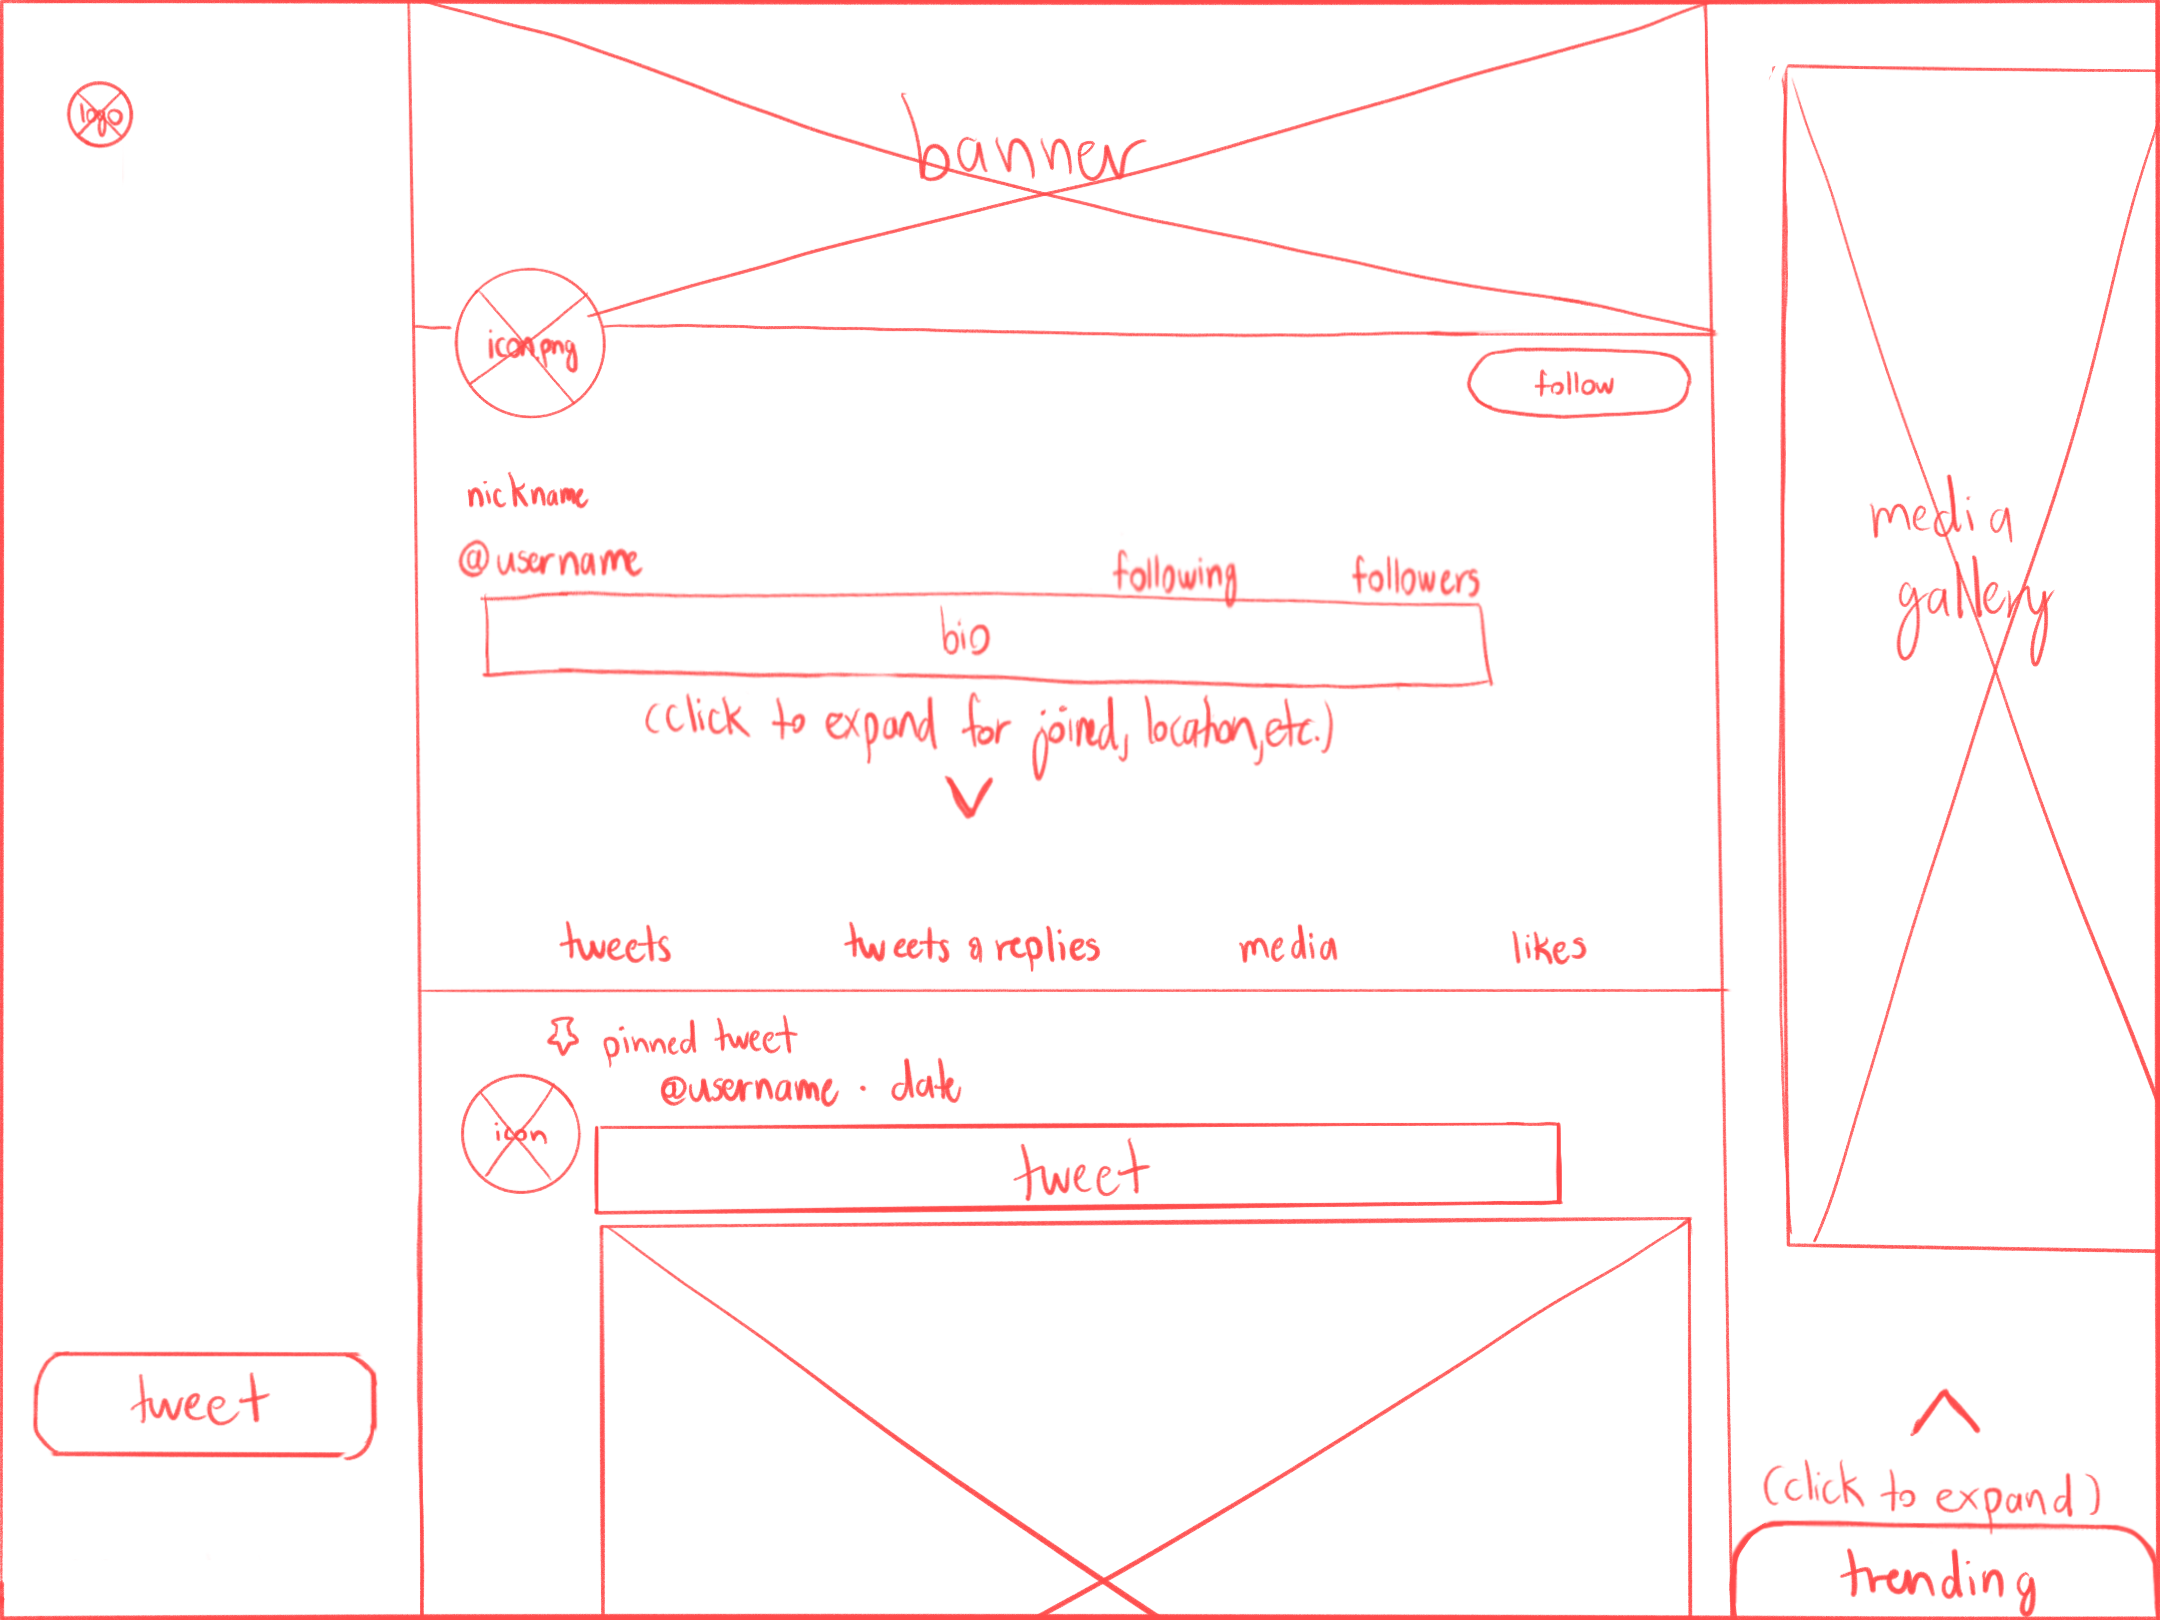 logo
banner
icon.png
follow
nickname
@username
following
followers
bio
(click to expand for joined, location, etc.)
tweets
tweets & replies
media
likes
pinned tweet
@username · date
icon
tweet
tweet
media
gallery
(click to expand)
trending